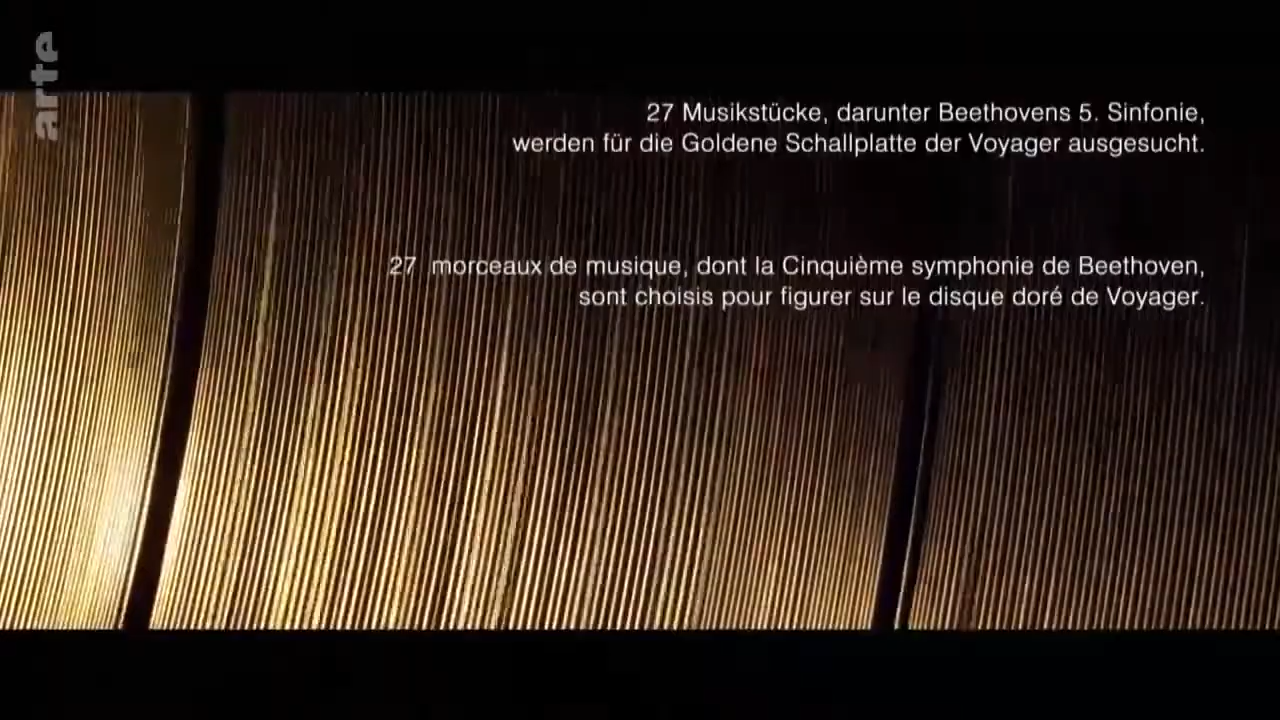 arte
27 Musikstücke, darunter Beethovens 5. Sinfonie,
werden für die Goldene Schallplatte der Voyager ausgesucht.
27 morceaux de musique, dont la Cinquième symphonie de Beethoven,
sont choisis pour figurer sur le disque doré de Voyager.